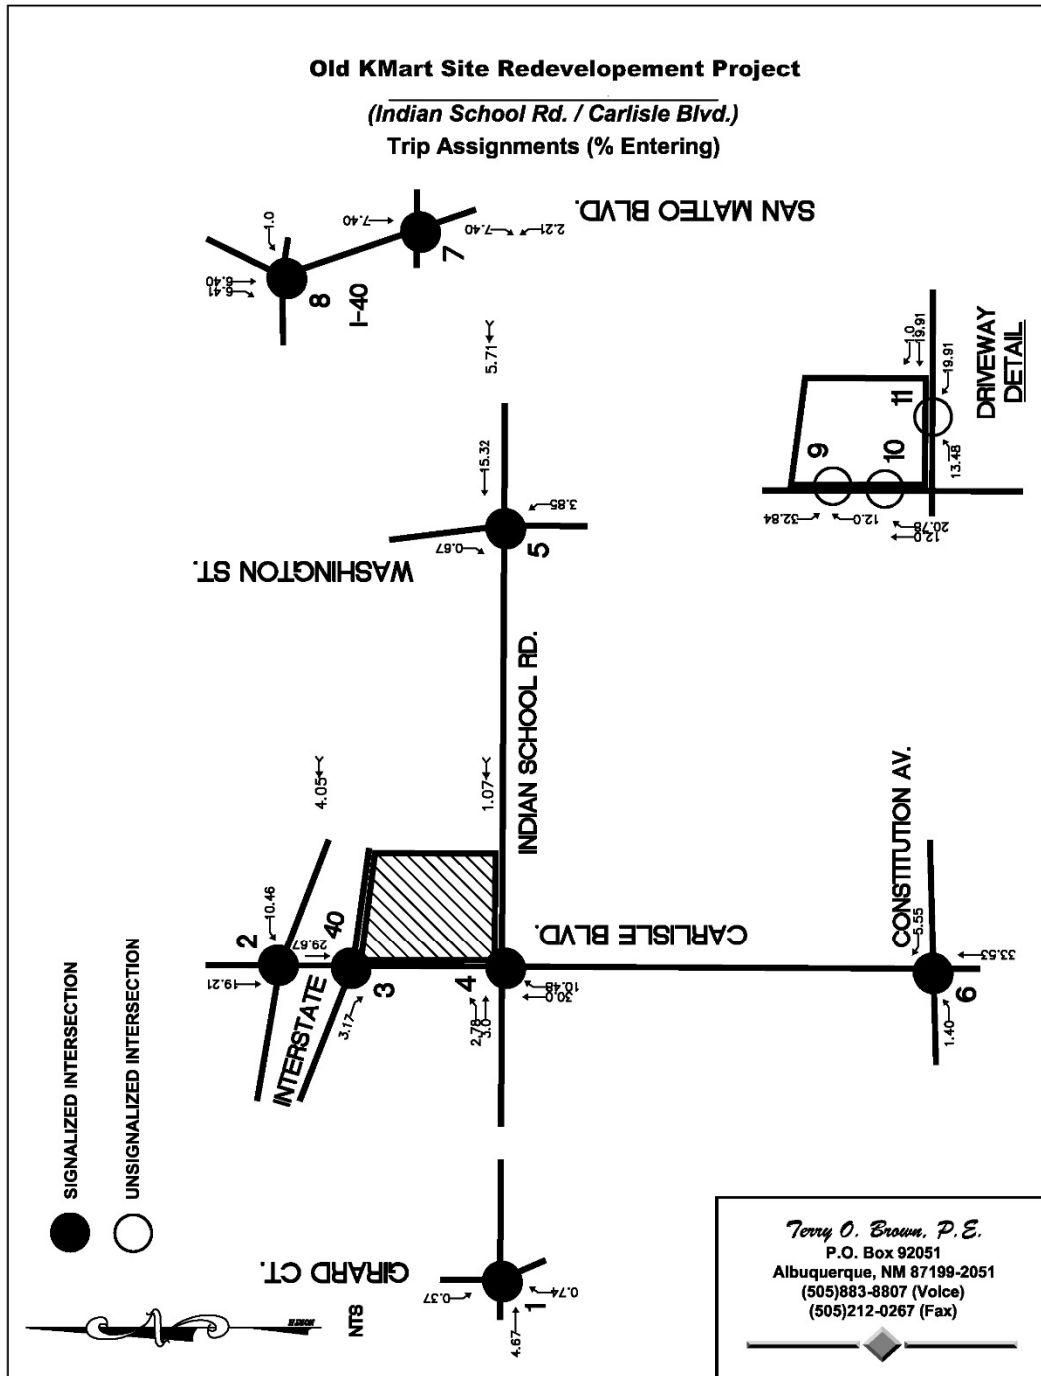 Old KMart Site Redevelopement Project
(Indian School Rd. / Carlisle Blvd.)
Trip Assignments (% Entering)
SAN MATEO BLVD.
1.0
7.40
7
7.40
2.21
6.40
6.41
8
I-40
5.71
1.0
19.91
19.91
DRIVEWAY
DETAIL
11
9
10
13.48
32.84
12.0
20.78
12.0
15.32
3.85
0.67
5
WASHINGTON ST.
INDIAN SCHOOL RD.
4.05
1.07
CONSTITUTION AV.
10.46
2
29.67
40
CARLISLE BLVD.
5.55
19.21
33.53
INTERSTATE
3
4
10.48
30.0
6
3.17
2.78
3.0
1.40
SIGNALIZED INTERSECTION
UNSIGNALIZED INTERSECTION
GIRARD CT.
0.37
0.74
1
4.67
NORTH
NTS
Terry O. Brown, P.E.
P.O. Box 92051
Albuquerque, NM 87199-2051
(505)883-8807 (Voice)
(505)212-0267 (Fax)